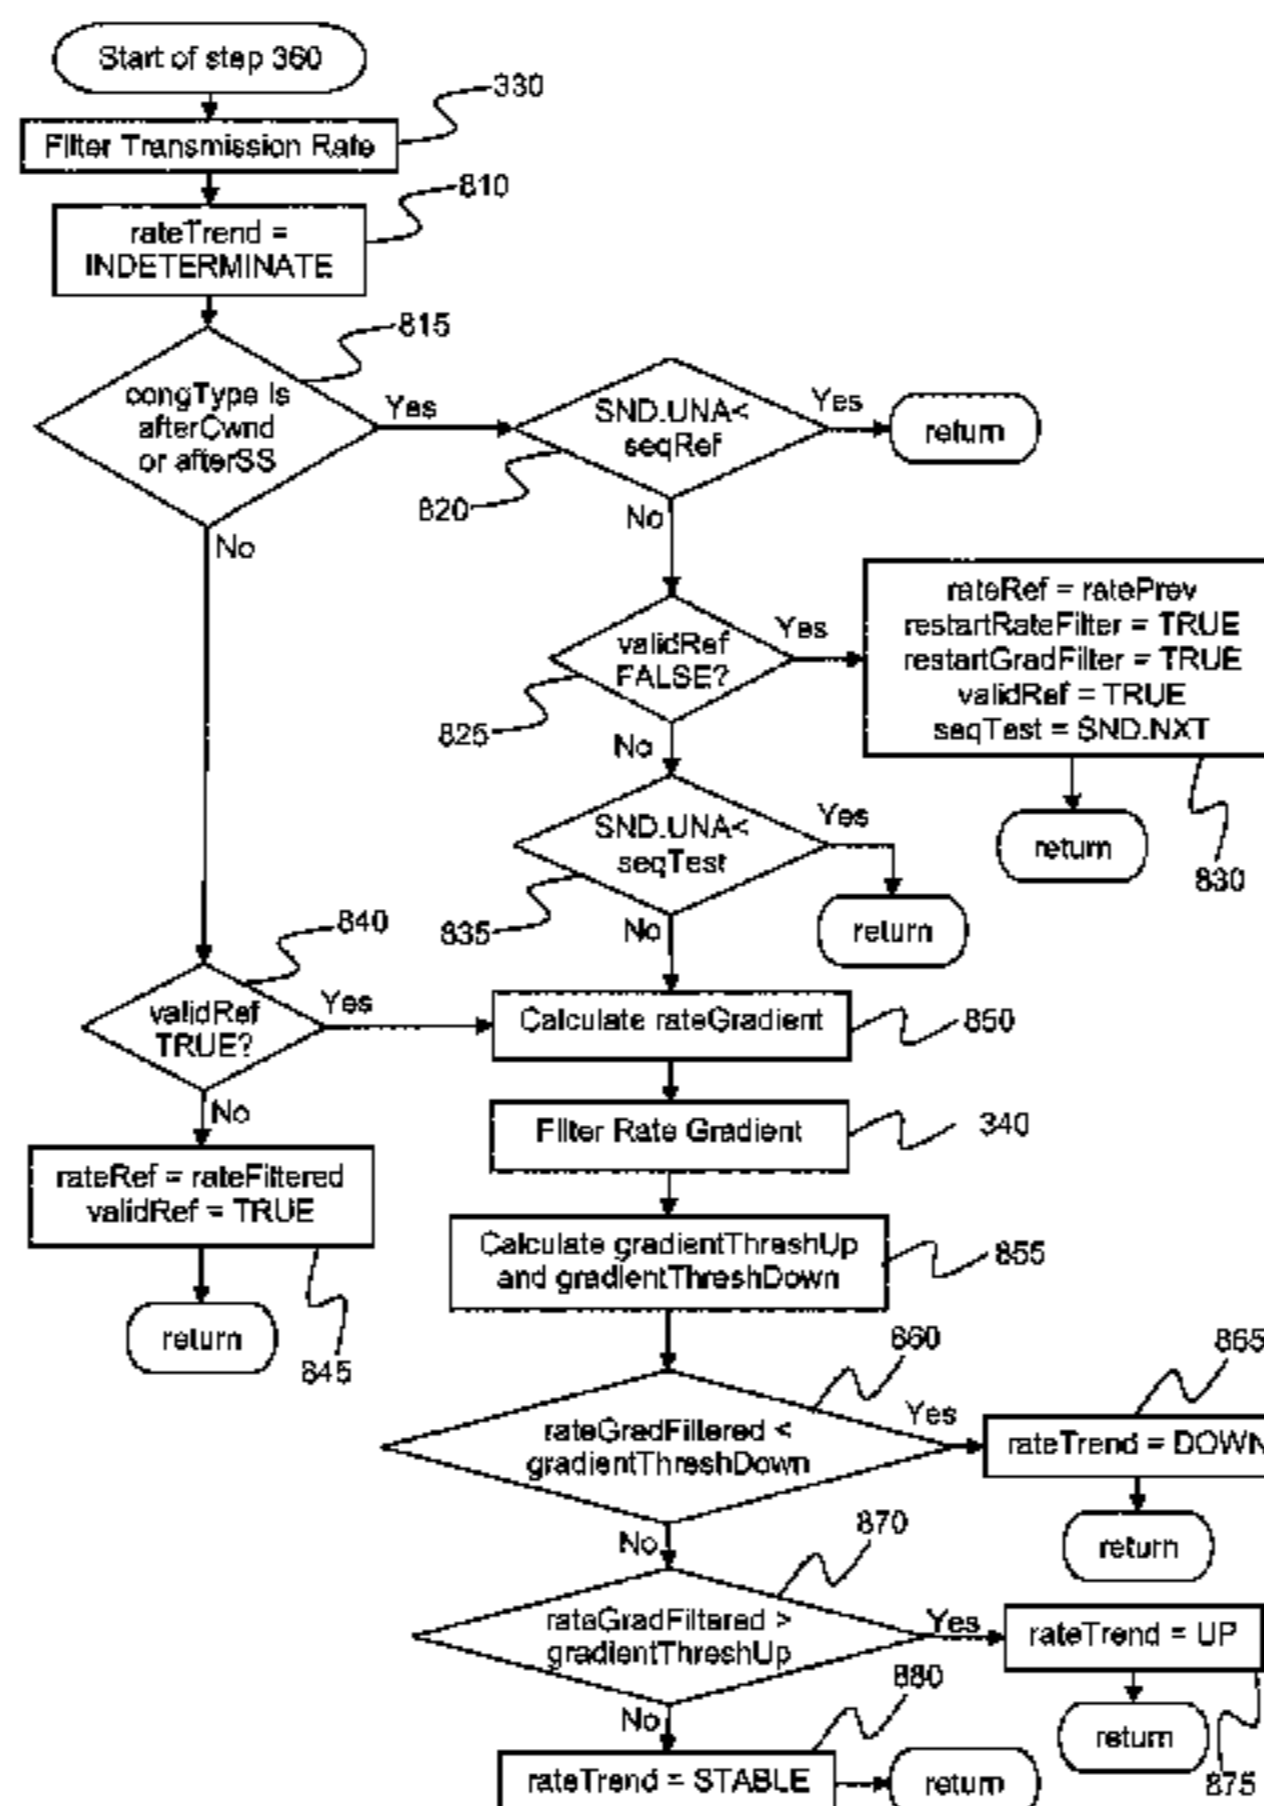 Start of step 360
330
Filter Transmission Rate
810
rateTrend =
INDETERMINATE
815
congType is
afterCwnd
or afterSS
Yes
SND.UNA<
seqRef
Yes
return
820
No
No
rateRef = ratePrev
restartRateFilter = TRUE
restartGradFilter = TRUE
validRef = TRUE
seqTest = SND.NXT
validRef
FALSE?
Yes
825
No
return
830
SND.UNA<
seqTest
Yes
835
return
No
840
validRef
TRUE?
Yes
Calculate rateGradient
850
No
Filter Rate Gradient
340
rateRef = rateFiltered
validRef = TRUE
Calculate gradientThreshUp
and gradientThreshDown
855
return
845
860
865
rateGradFiltered <
gradientThreshDown
Yes
rateTrend = DOWN
return
No
870
rateGradFiltered >
gradientThreshUp
Yes
rateTrend = UP
No
880
return
875
rateTrend = STABLE
return